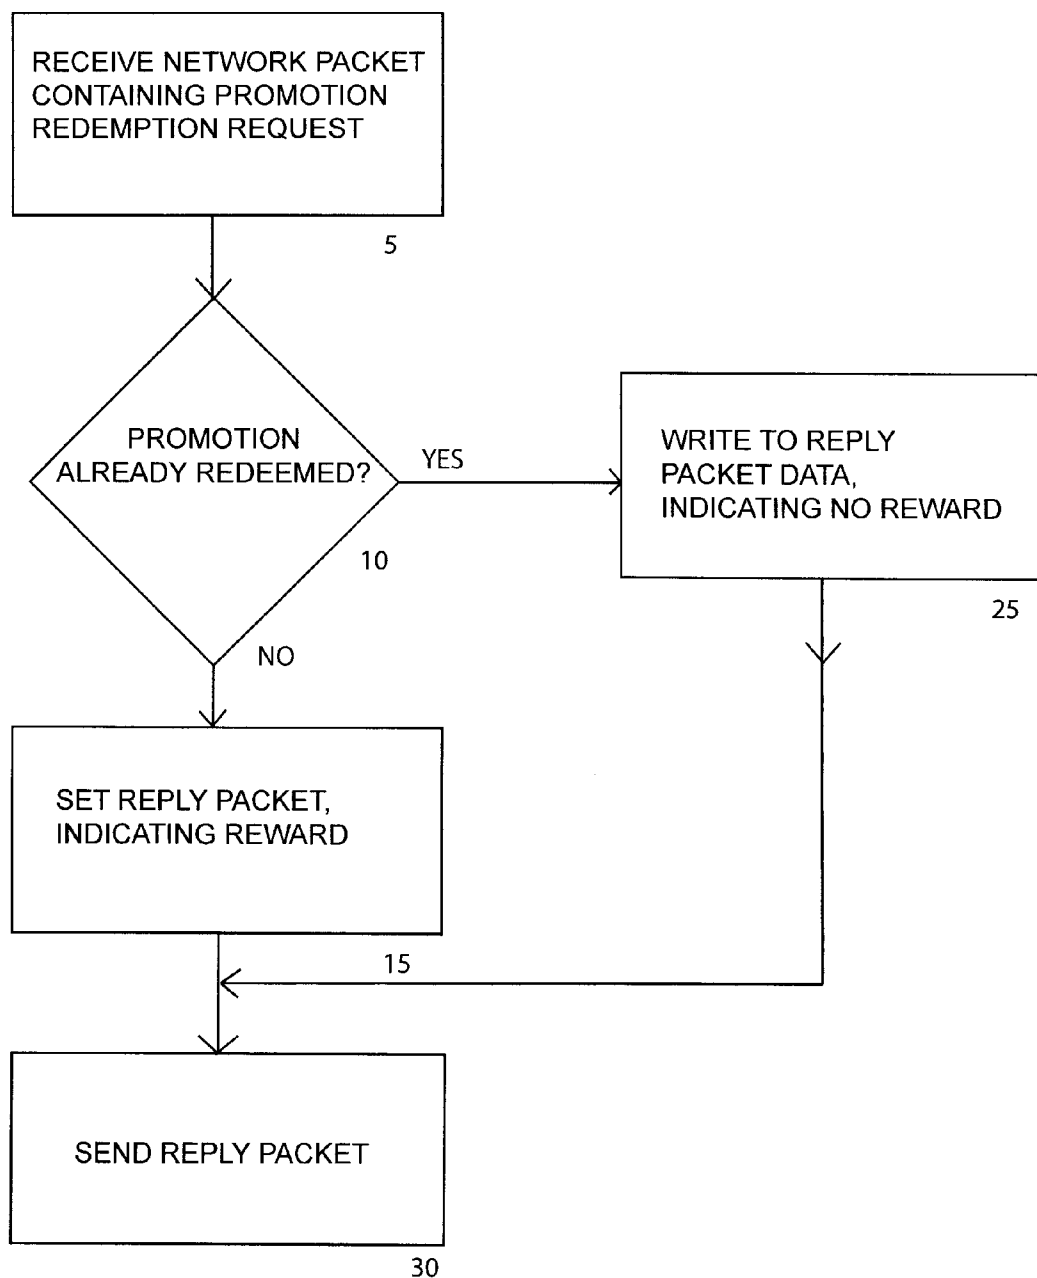 RECEIVE NETWORK PACKET
CONTAINING PROMOTION
REDEMPTION REQUEST
5
PROMOTION
ALREADY REDEEMED?
YES
10
NO
WRITE TO REPLY
PACKET DATA,
INDICATING NO REWARD
25
SET REPLY PACKET,
INDICATING REWARD
15
SEND REPLY PACKET
30